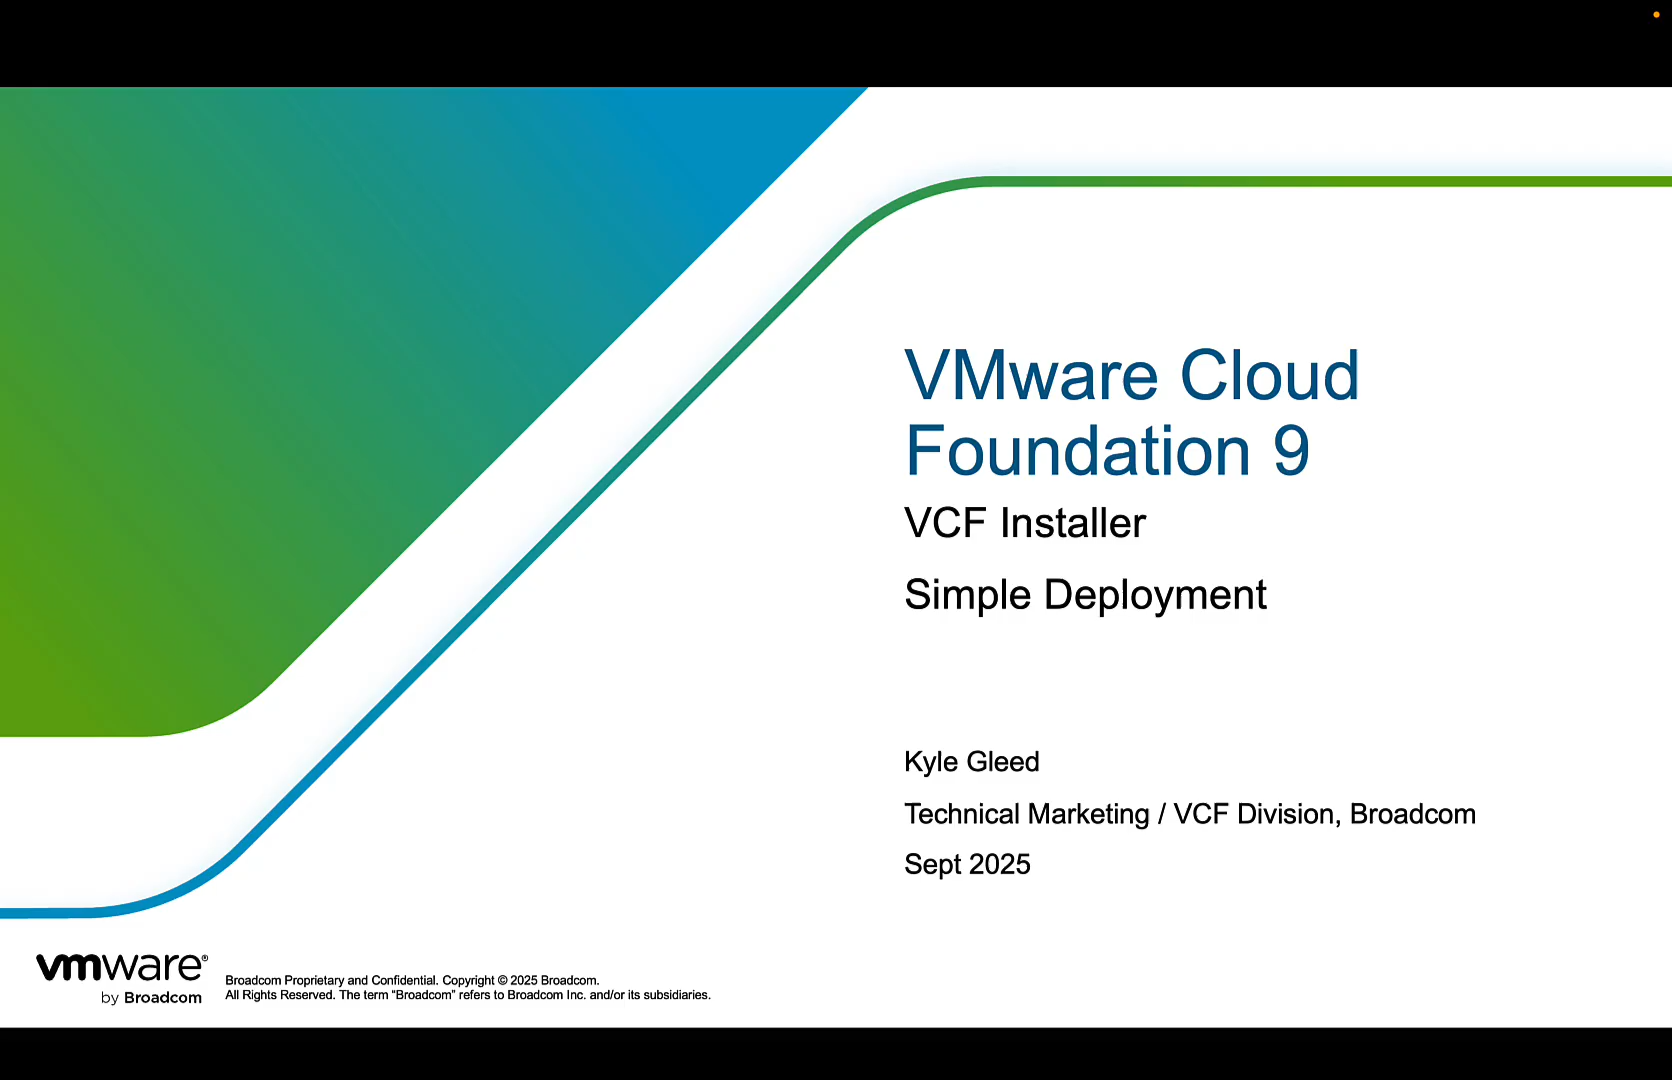 VMware Cloud
Foundation 9
VCF Installer
Simple Deployment
Kyle Gleed
Technical Marketing / VCF Division, Broadcom
Sept 2025
vmware®
by Broadcom
Broadcom Proprietary and Confidential. Copyright © 2025 Broadcom.
All Rights Reserved. The term “Broadcom” refers to Broadcom Inc. and/or its subsidiaries.